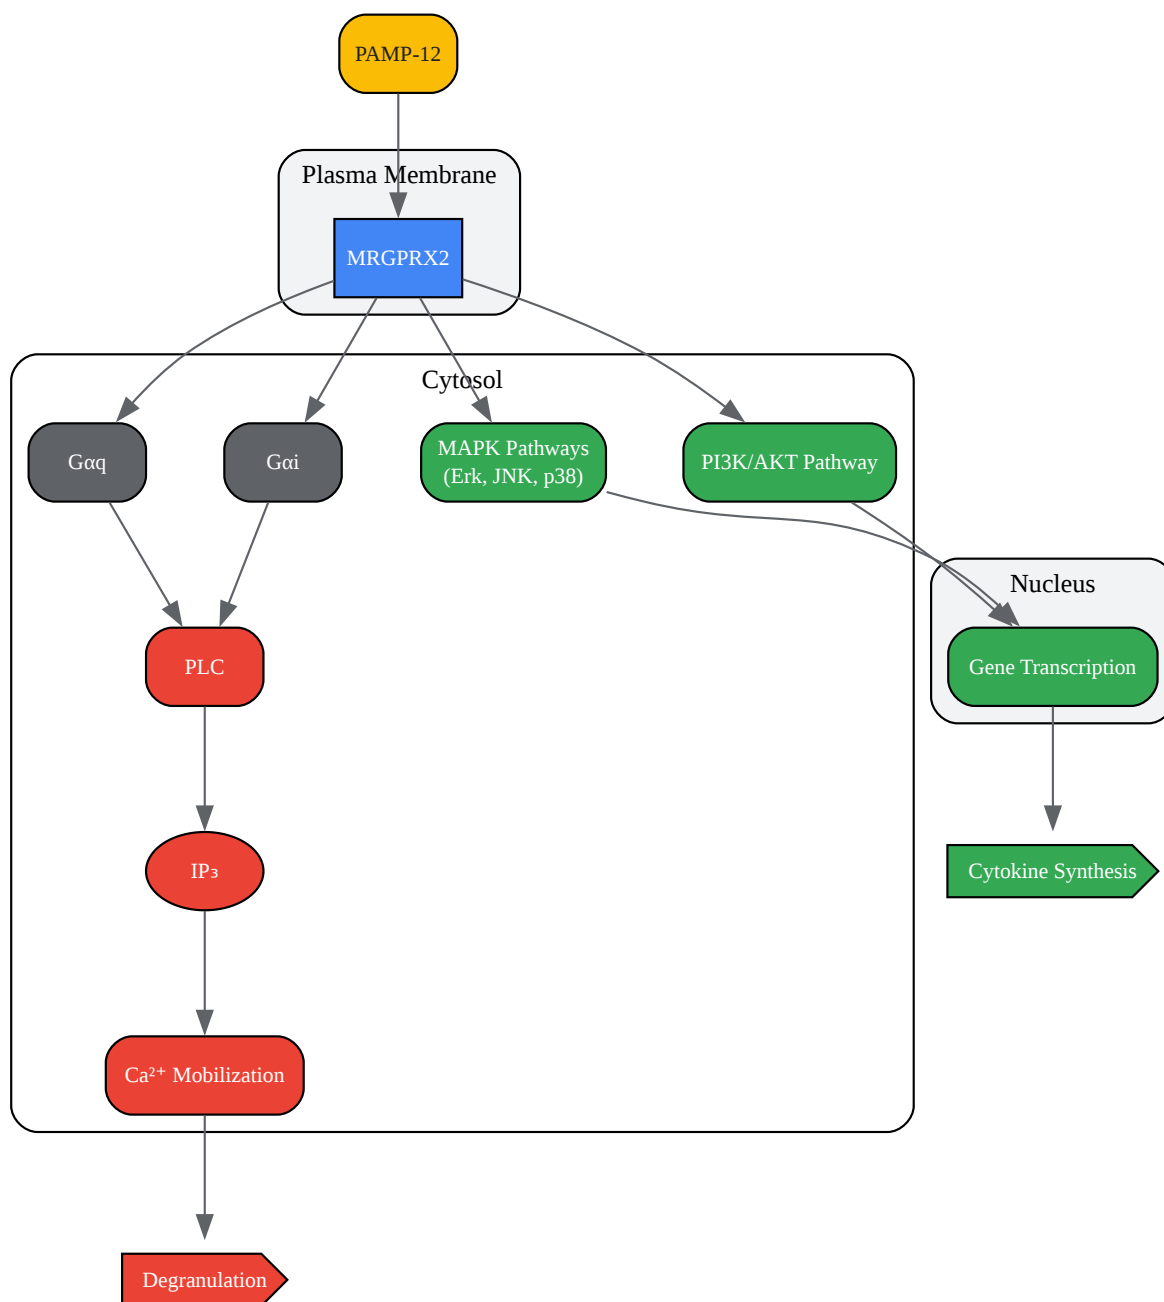 PAMP-12
Plasma Membrane
MRGPRX2
Cytosol
Gαq
Gαi
MAPK Pathways
(Erk, JNK, p38)
PI3K/AKT Pathway
Nucleus
PLC
Gene Transcription
IP₃
Cytokine Synthesis
Ca²⁺ Mobilization
Degranulation